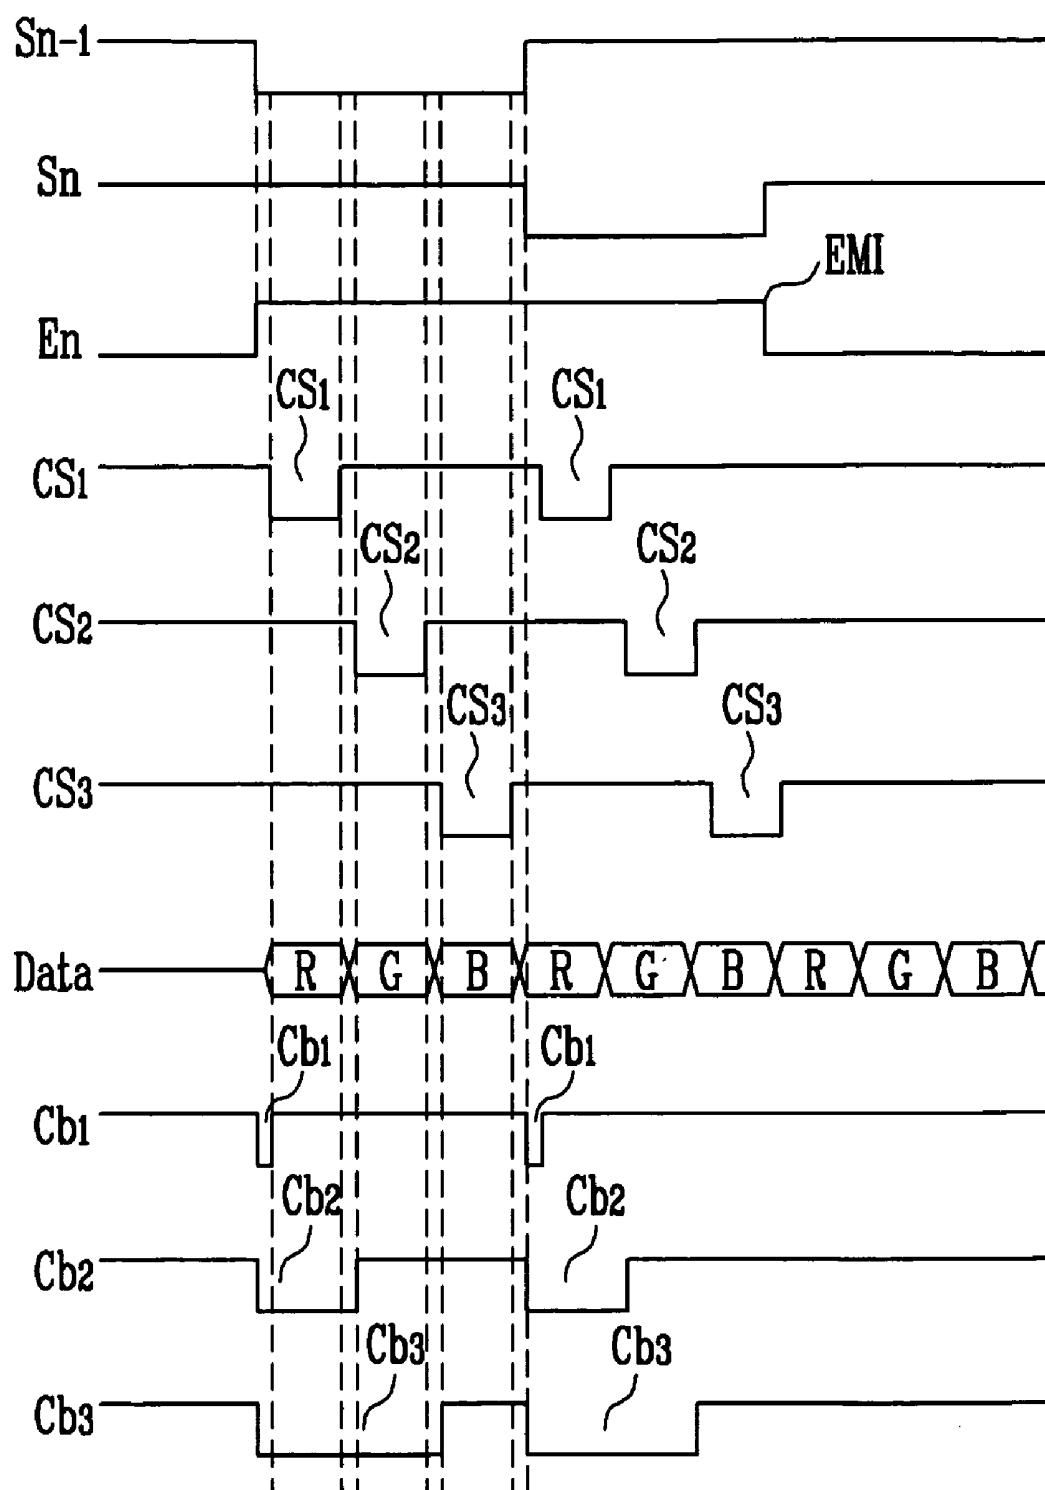 Sn-1
Sn
EMI
En
CS1 CS1
CS1
CS2 CS2
CS2
CS3 CS3
CS3
Data R G B R G B R G B
Cb1 Cb1
Cb1
Cb2 Cb2
Cb2
Cb3 Cb3
Cb3